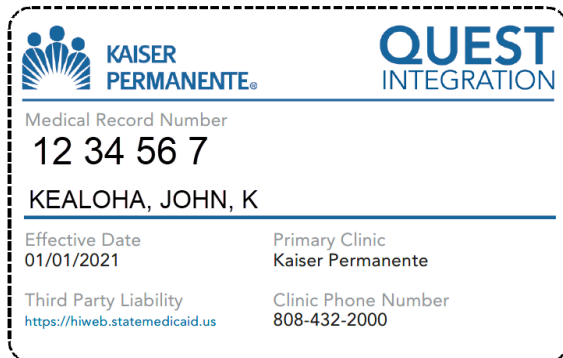 KAISER
PERMANENTE®
QUEST
INTEGRATION
Medical Record Number
12 34 56 7
KEALOHA, JOHN, K
Effective Date
01/01/2021
Primary Clinic
Kaiser Permanente
Third Party Liability
https://hiweb.statemedicaid.us
Clinic Phone Number
808-432-2000